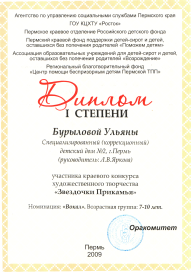 Агентство по управлению социальными службами Пермского края
ГОУ КЦХТУ «Росток»
Пермское краевое отделение Российского детского фонда
Пермский краевой фонд поддержки детей-сирот и детей,
оставшихся без попечения родителей «Поможем детям»
Ассоциация образовательных учреждений для детей-сирот и детей,
оставшихся без попечения родителей «Возрождение»
Региональный благотворительный фонд
«Центр помощи беспризорным детям Пермской ТПП»
Диплом
I СТЕПЕНИ
Бурыловой Ульяны
Специализированный (коррекционный)
детский дом №2, г.Пермь
(руководитель: Л.В.Яркова)
участника краевого конкурса
художественного творчества
"Звездочки Прикамья"
Номинация: «Вокал», Возрастная группа: 7-10 лет.
Оргкомитет
Пермь
2009